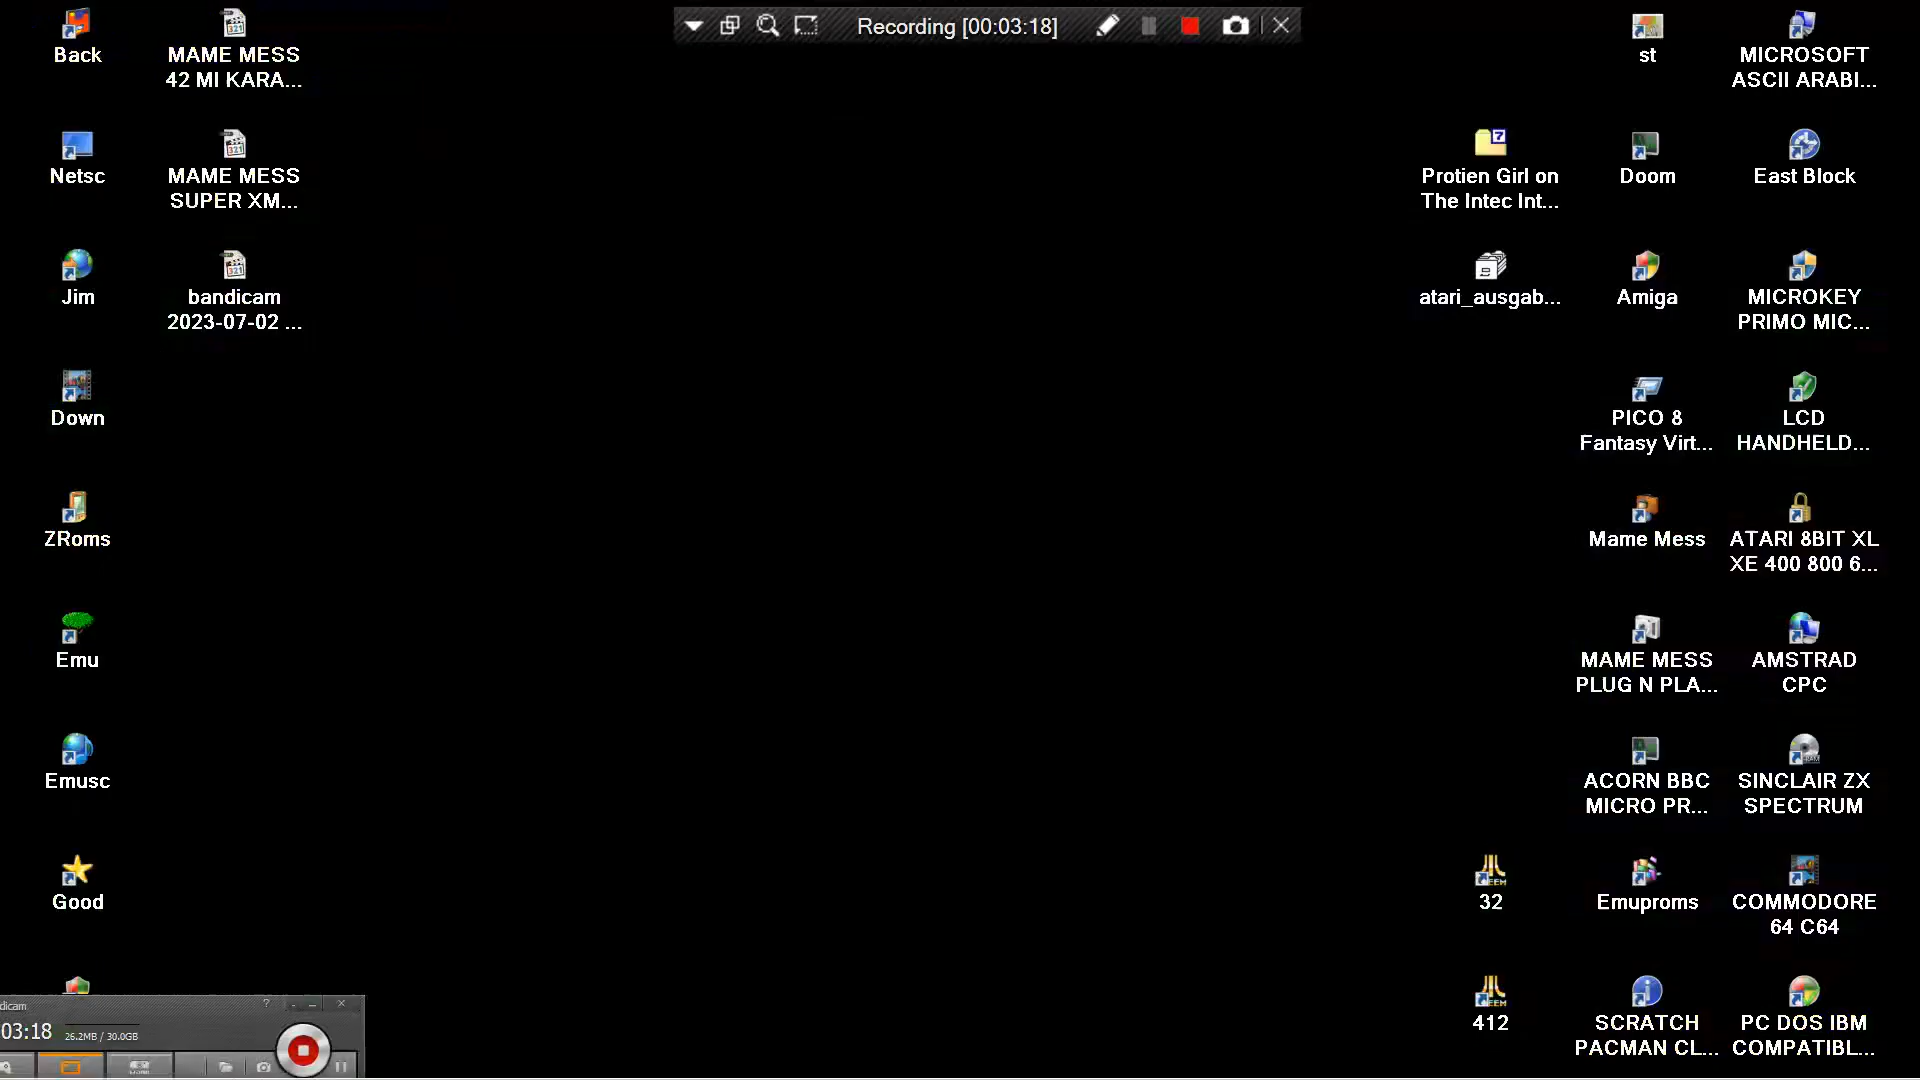 Recording [00:03:18]
Back
MAME MESS
42 MI KARA...
Netsc
MAME MESS
SUPER XM...
Jim
bandicam
2023-07-02 ...
Down
ZRoms
Emu
Emusc
Good
dicam
03:18
26.2MB / 30.0GB
st
MICROSOFT
ASCII ARABI...
Protien Girl on
The Intec Int...
Doom
East Block
atari_ausgab...
Amiga
MICROKEY
PRIMO MIC...
PICO 8
Fantasy Virt...
LCD
HANDHELD...
Mame Mess
ATARI 8BIT XL
XE 400 800 6...
MAME MESS
PLUG N PLA...
AMSTRAD
CPC
ACORN BBC
MICRO PR...
SINCLAIR ZX
SPECTRUM
32
Emuproms
COMMODORE
64 C64
412
SCRATCH
PACMAN CL...
PC DOS IBM
COMPATIBL...